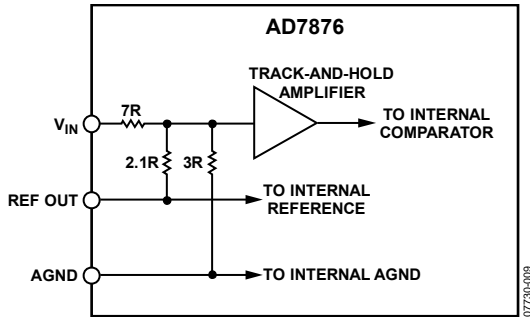 AD7876
TRACK-AND-HOLD
AMPLIFIER
7R
V_IN
TO INTERNAL
COMPARATOR
2.1R
3R
REF OUT
TO INTERNAL
REFERENCE
AGND
TO INTERNAL AGND
07730-009